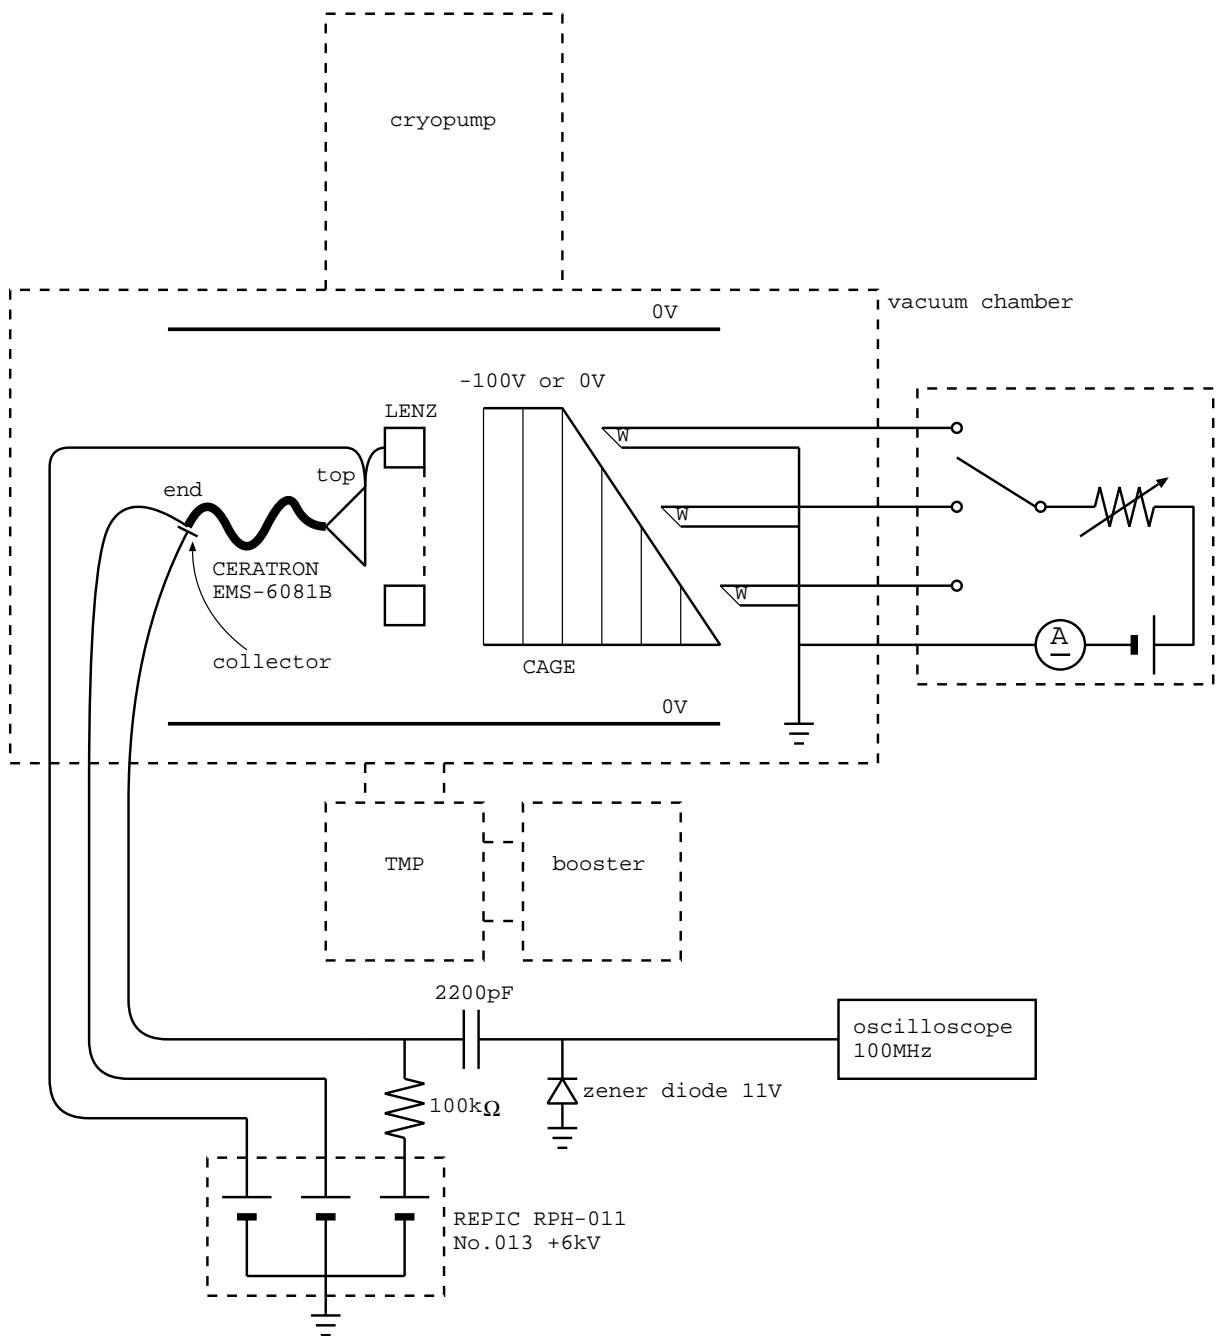 cryopump
0V
vacuum chamber
-100V or 0V
LENZ
W
top
end
W
CERATRON
EMS-6081B
W
A
collector
CAGE
0V
TMP
booster
2200pF
oscilloscope
100MHz
zener diode 11V
100kΩ
REPIC RPH-011
No.013 +6kV